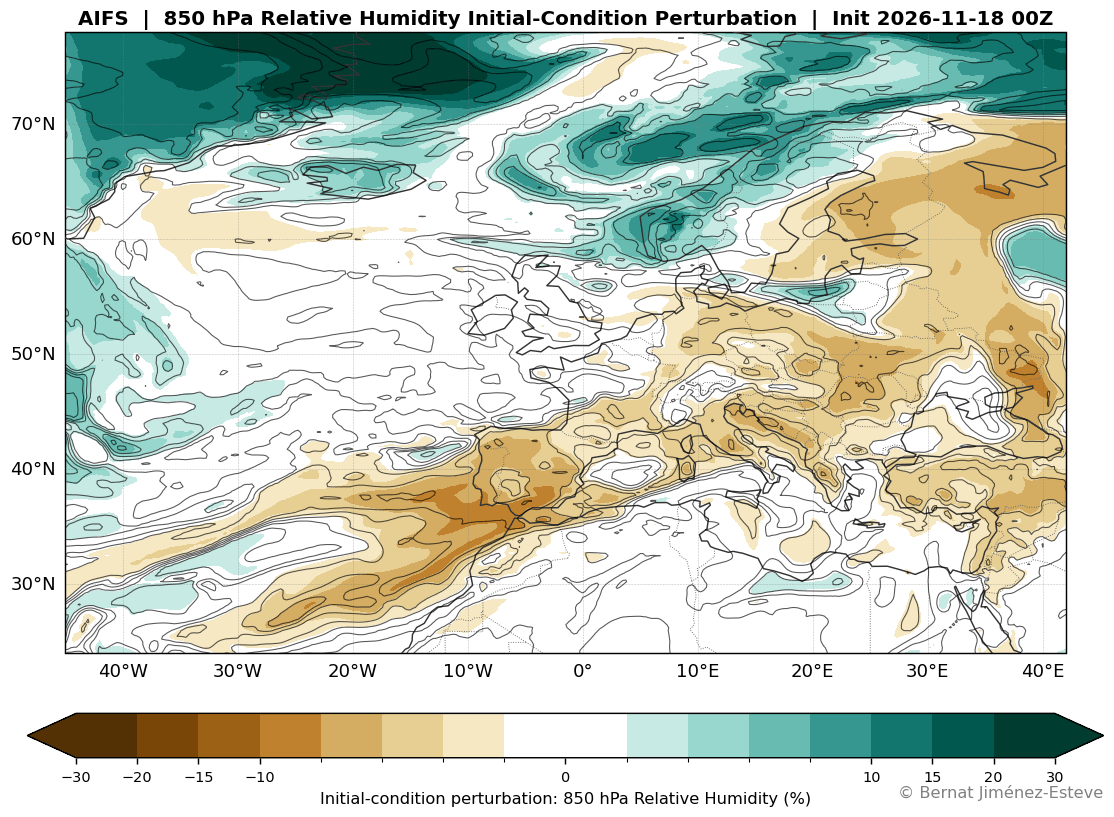 AIFS | 850 hPa Relative Humidity Initial-Condition Perturbation | Init 2026-11-18 00Z
70°N
60°N
50°N
40°N
30°N
40°W 30°W 20°W 10°W 0° 10°E 20°E 30°E 40°E
−30 −20 −15 −10 0 10 15 20 30
Initial-condition perturbation: 850 hPa Relative Humidity (%)
© Bernat Jiménez-Esteve